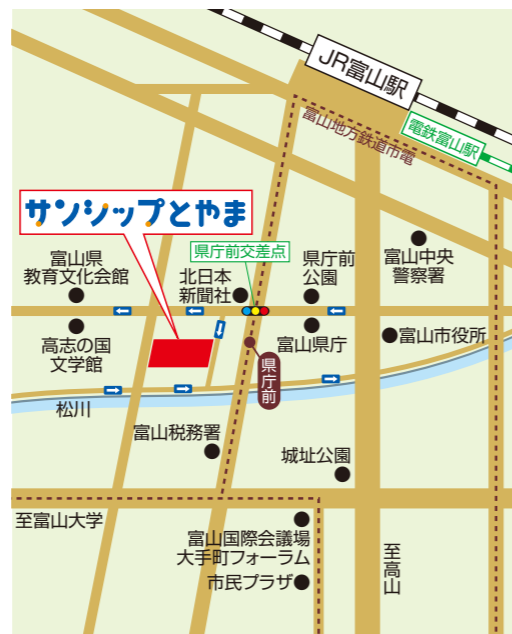 JR富山駅
電鉄富山駅
富山地方鉄道市電
サンシップとやま
富山県
教育文化会館
北日本
新聞社
県庁前交差点
県庁前
公園
富山中央
警察署
高志の国
文学館
富山県庁
富山市役所
県庁前
松川
富山税務署
城址公園
至富山大学
富山国際会議場
大手町フォーラム
市民プラザ
至高山